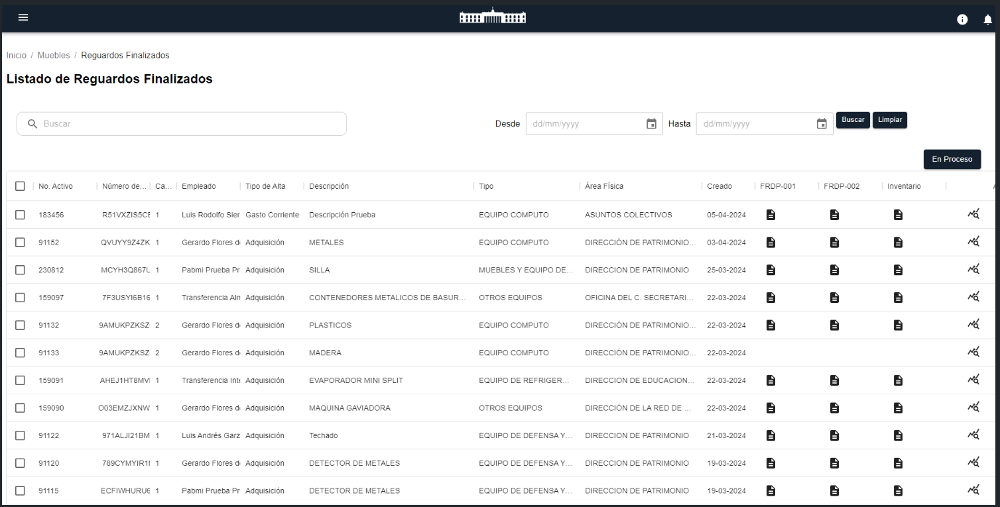 Inicio / Muebles / Reguardos Finalizados
Listado de Reguardos Finalizados
Buscar Desde dd/mm/yyyy Hasta dd/mm/yyyy Buscar Limpiar
En Proceso
No. Activo Número de... Ca... Empleado Tipo de Alta Descripción Tipo Área Física Creado FRDP-001 FRDP-002 Inventario
183456 R51VXZIS5CE 1 Luis Rodolfo Sier Gasto Corriente Descripción Prueba EQUIPO COMPUTO ASUNTOS COLECTIVOS 05-04-2024
91152 QVUYY9Z4ZK 1 Gerardo Flores d Adquisición METALES EQUIPO COMPUTO DIRECCIÓN DE PATRIMONIO... 03-04-2024
230812 MCYH3Q867U 1 Pabmi Prueba Pr Adquisición SILLA MUEBLES Y EQUIPO DE... DIRECCION DE PATRIMONIO 25-03-2024
159097 7F3USYI6B16 1 Transferencia Alm Adquisición CONTENEDORES METALICOS DE BASUR... OTROS EQUIPOS OFICINA DEL C. SECRETARI... 22-03-2024
91132 9AMUKPZKSZ 2 Gerardo Flores d Adquisición PLASTICOS EQUIPO COMPUTO DIRECCIÓN DE PATRIMONIO... 22-03-2024
91133 9AMUKPZKSZ 2 Gerardo Flores d Adquisición MADERA EQUIPO COMPUTO DIRECCIÓN DE PATRIMONIO... 22-03-2024
159091 AHEJ1HT8MV 1 Transferencia Inte Adquisición EVAPORADOR MINI SPLIT EQUIPO DE REFRIGER... DIRECCION DE EDUCACION... 22-03-2024
159090 O03EMZJXNW 1 Gerardo Flores d Adquisición MAQUINA GAVIADORA OTROS EQUIPOS DIRECCIÓN DE LA RED DE ... 22-03-2024
91122 971ALJI21BM 1 Luis Andrés Garz Adquisición Techado EQUIPO DE DEFENSA Y... DIRECCION DE PATRIMONIO 21-03-2024
91120 789CYMYIR1 1 Gerardo Flores d Adquisición DETECTOR DE METALES EQUIPO DE DEFENSA Y... DIRECCION DE PATRIMONIO 19-03-2024
91115 ECFIWHURU6 1 Pabmi Prueba Pr Adquisición DETECTOR DE METALES EQUIPO DE DEFENSA Y... DIRECCION DE PATRIMONIO 19-03-2024